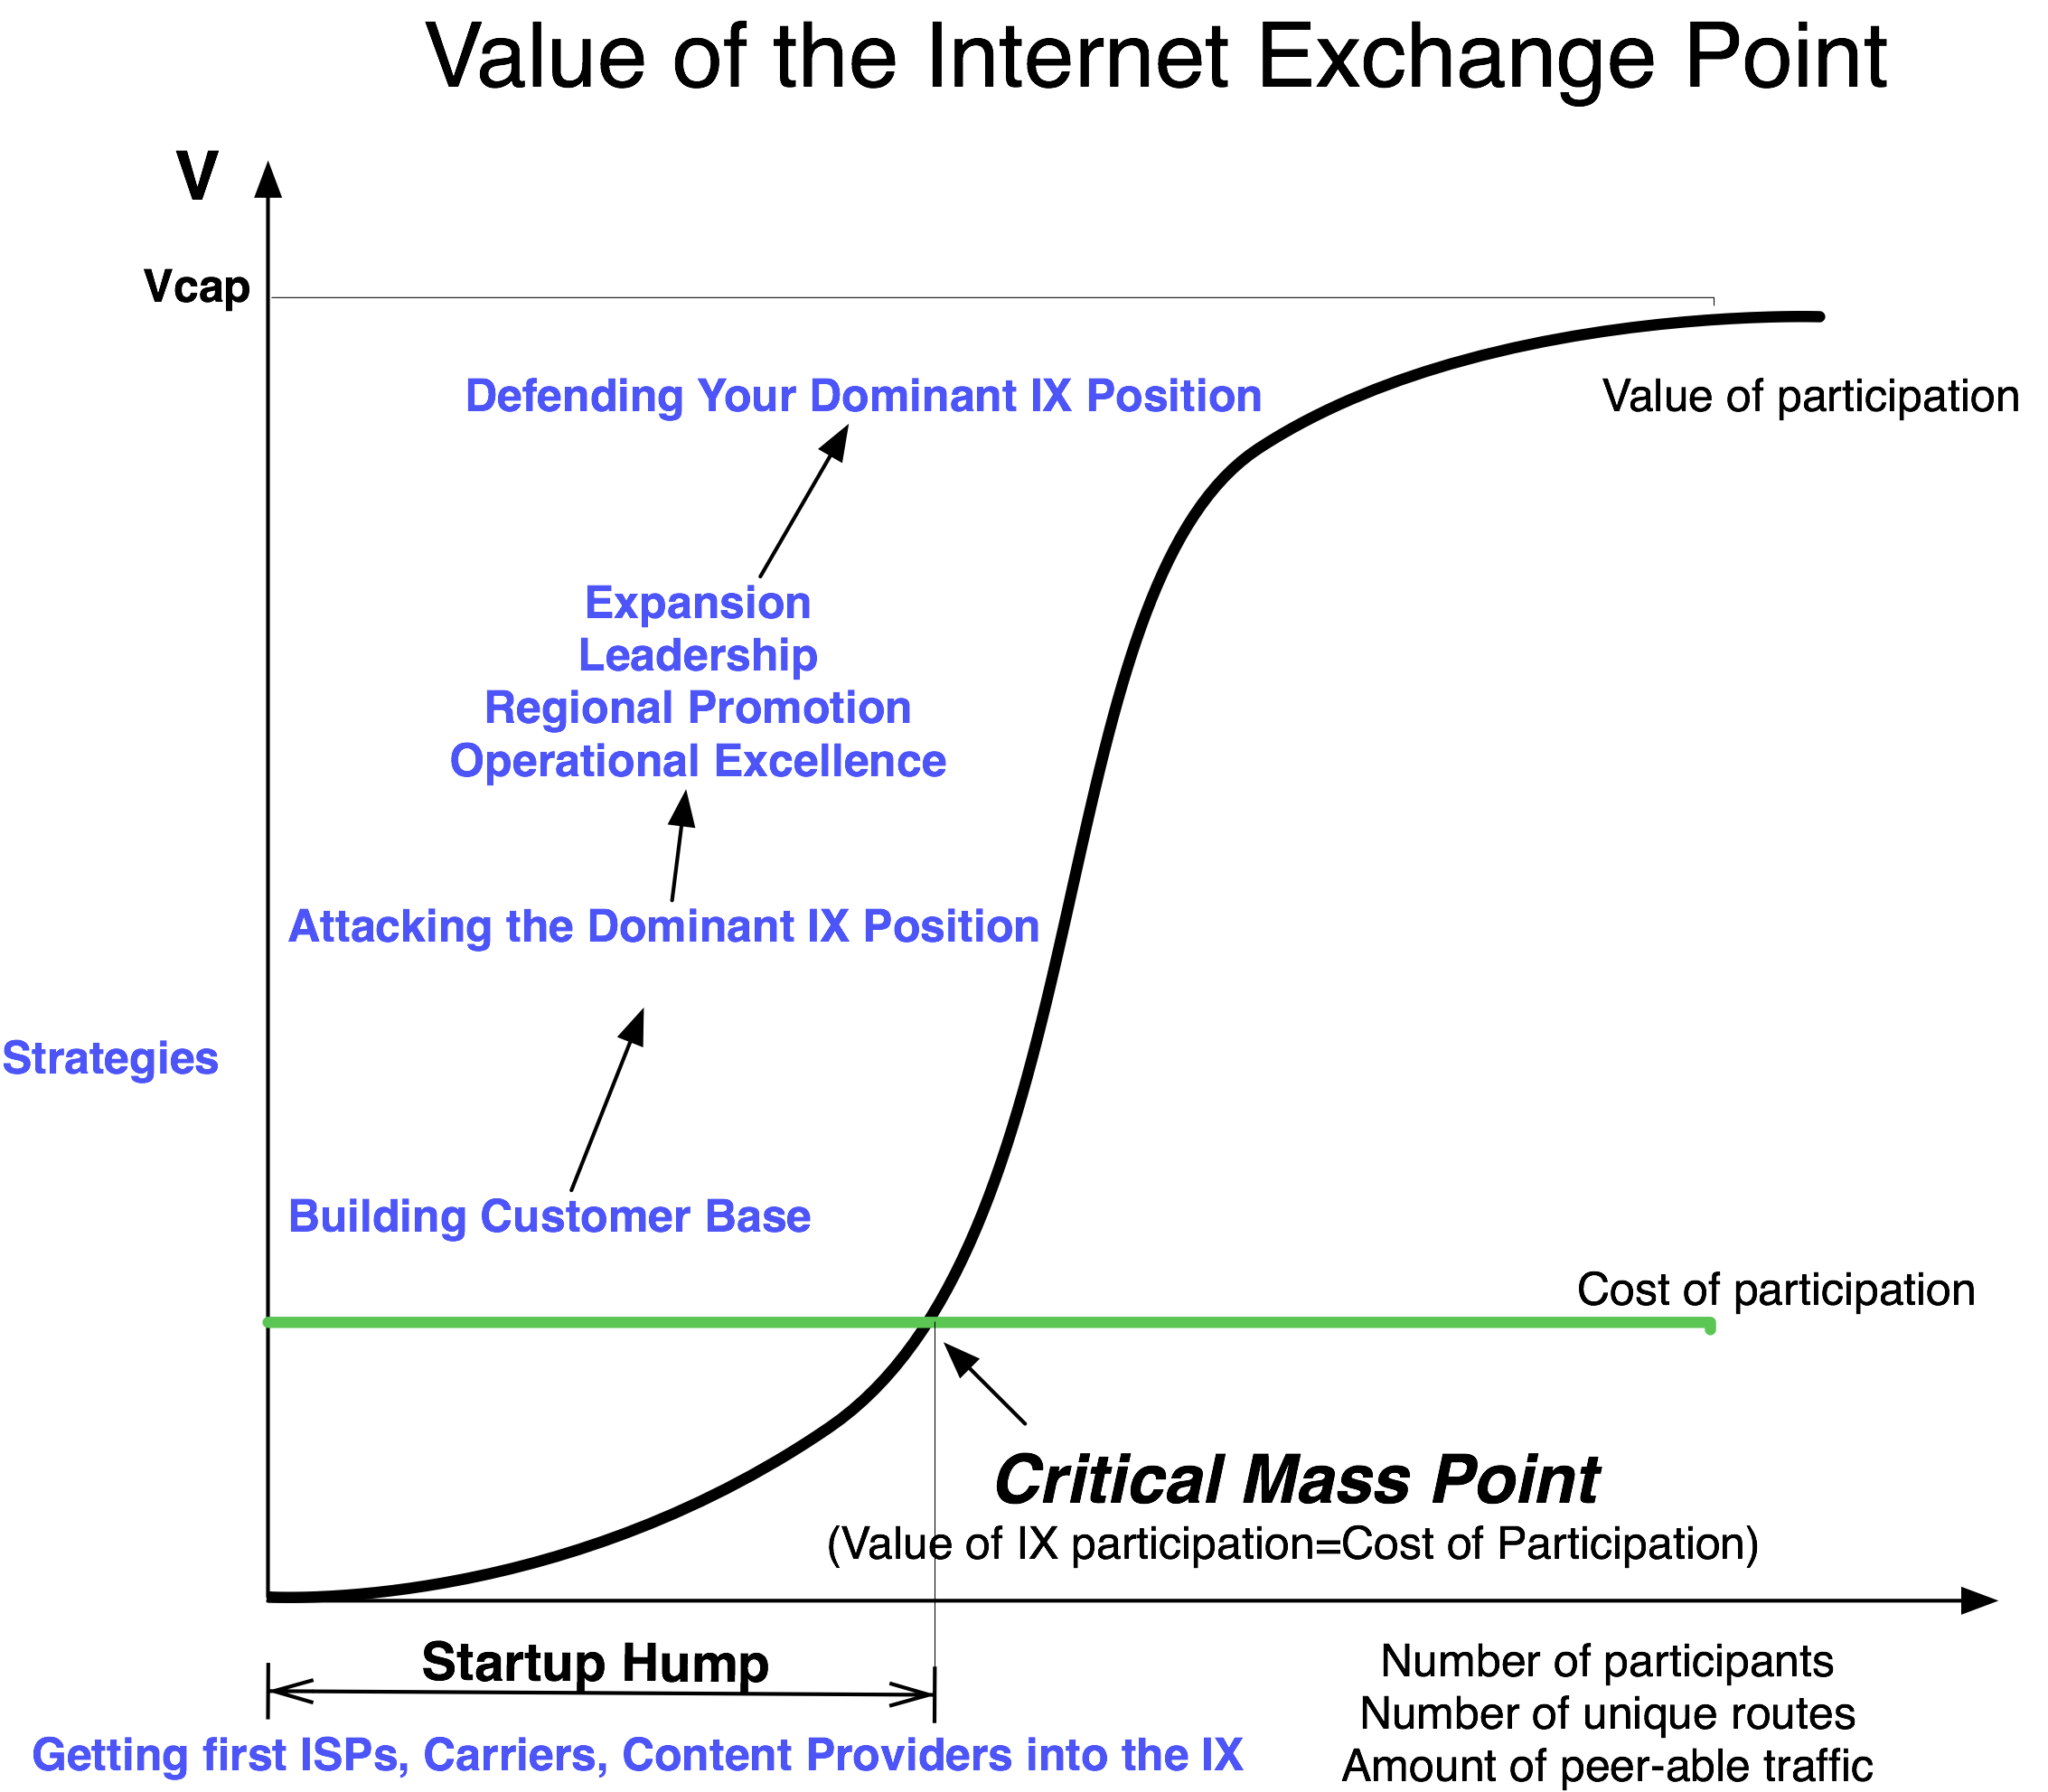 Value of the Internet Exchange Point
V
Vcap
Defending Your Dominant IX Position
Value of participation
Expansion
Leadership
Regional Promotion
Operational Excellence
Attacking the Dominant IX Position
Strategies
Building Customer Base
Cost of participation
Critical Mass Point
(Value of IX participation=Cost of Participation)
Startup Hump
Number of participants
Number of unique routes
Amount of peer-able traffic
Getting first ISPs, Carriers, Content Providers into the IX